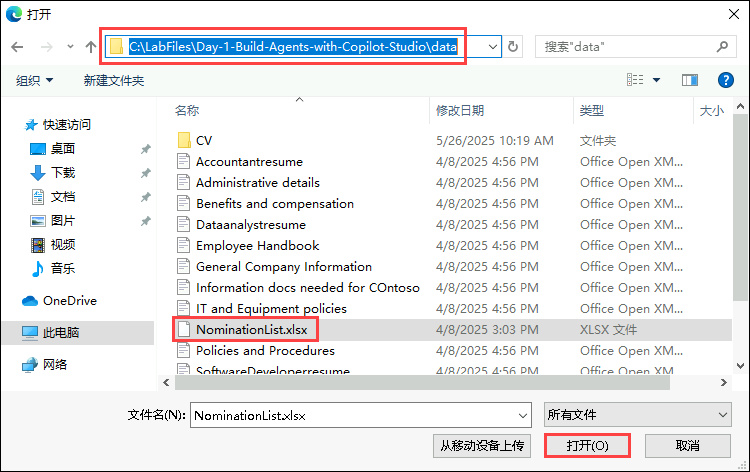 打开
C:\LabFiles\Day-1-Build-Agents-with-Copilot-Studio\data
搜索"data"
组织 新建文件夹
名称 修改日期 类型 大小
快速访问
桌面
下载
文档
图片
视频
音乐
OneDrive
此电脑
网络
CV 5/26/2025 10:19 AM 文件夹
Accountantresume 4/8/2025 4:56 PM Office Open XM...
Administrative details 4/8/2025 4:56 PM Office Open XM...
Benefits and compensation 4/8/2025 4:56 PM Office Open XM...
Dataanalystresume 4/8/2025 4:56 PM Office Open XM...
Employee Handbook 4/8/2025 4:56 PM Office Open XM...
General Company Information 4/8/2025 4:56 PM Office Open XM...
Information docs needed for COntoso 4/8/2025 4:56 PM Office Open XM...
IT and Equipment policies 4/8/2025 4:56 PM Office Open XM...
NominationList.xlsx 4/8/2025 3:03 PM XLSX 文件
Policies and Procedures 4/8/2025 4:56 PM Office Open XM...
SoftwareDeveloperresume 4/8/2025 4:56 PM Office Open XM...
文件名(N): NominationList.xlsx 所有文件
从移动设备上传 打开(O) 取消